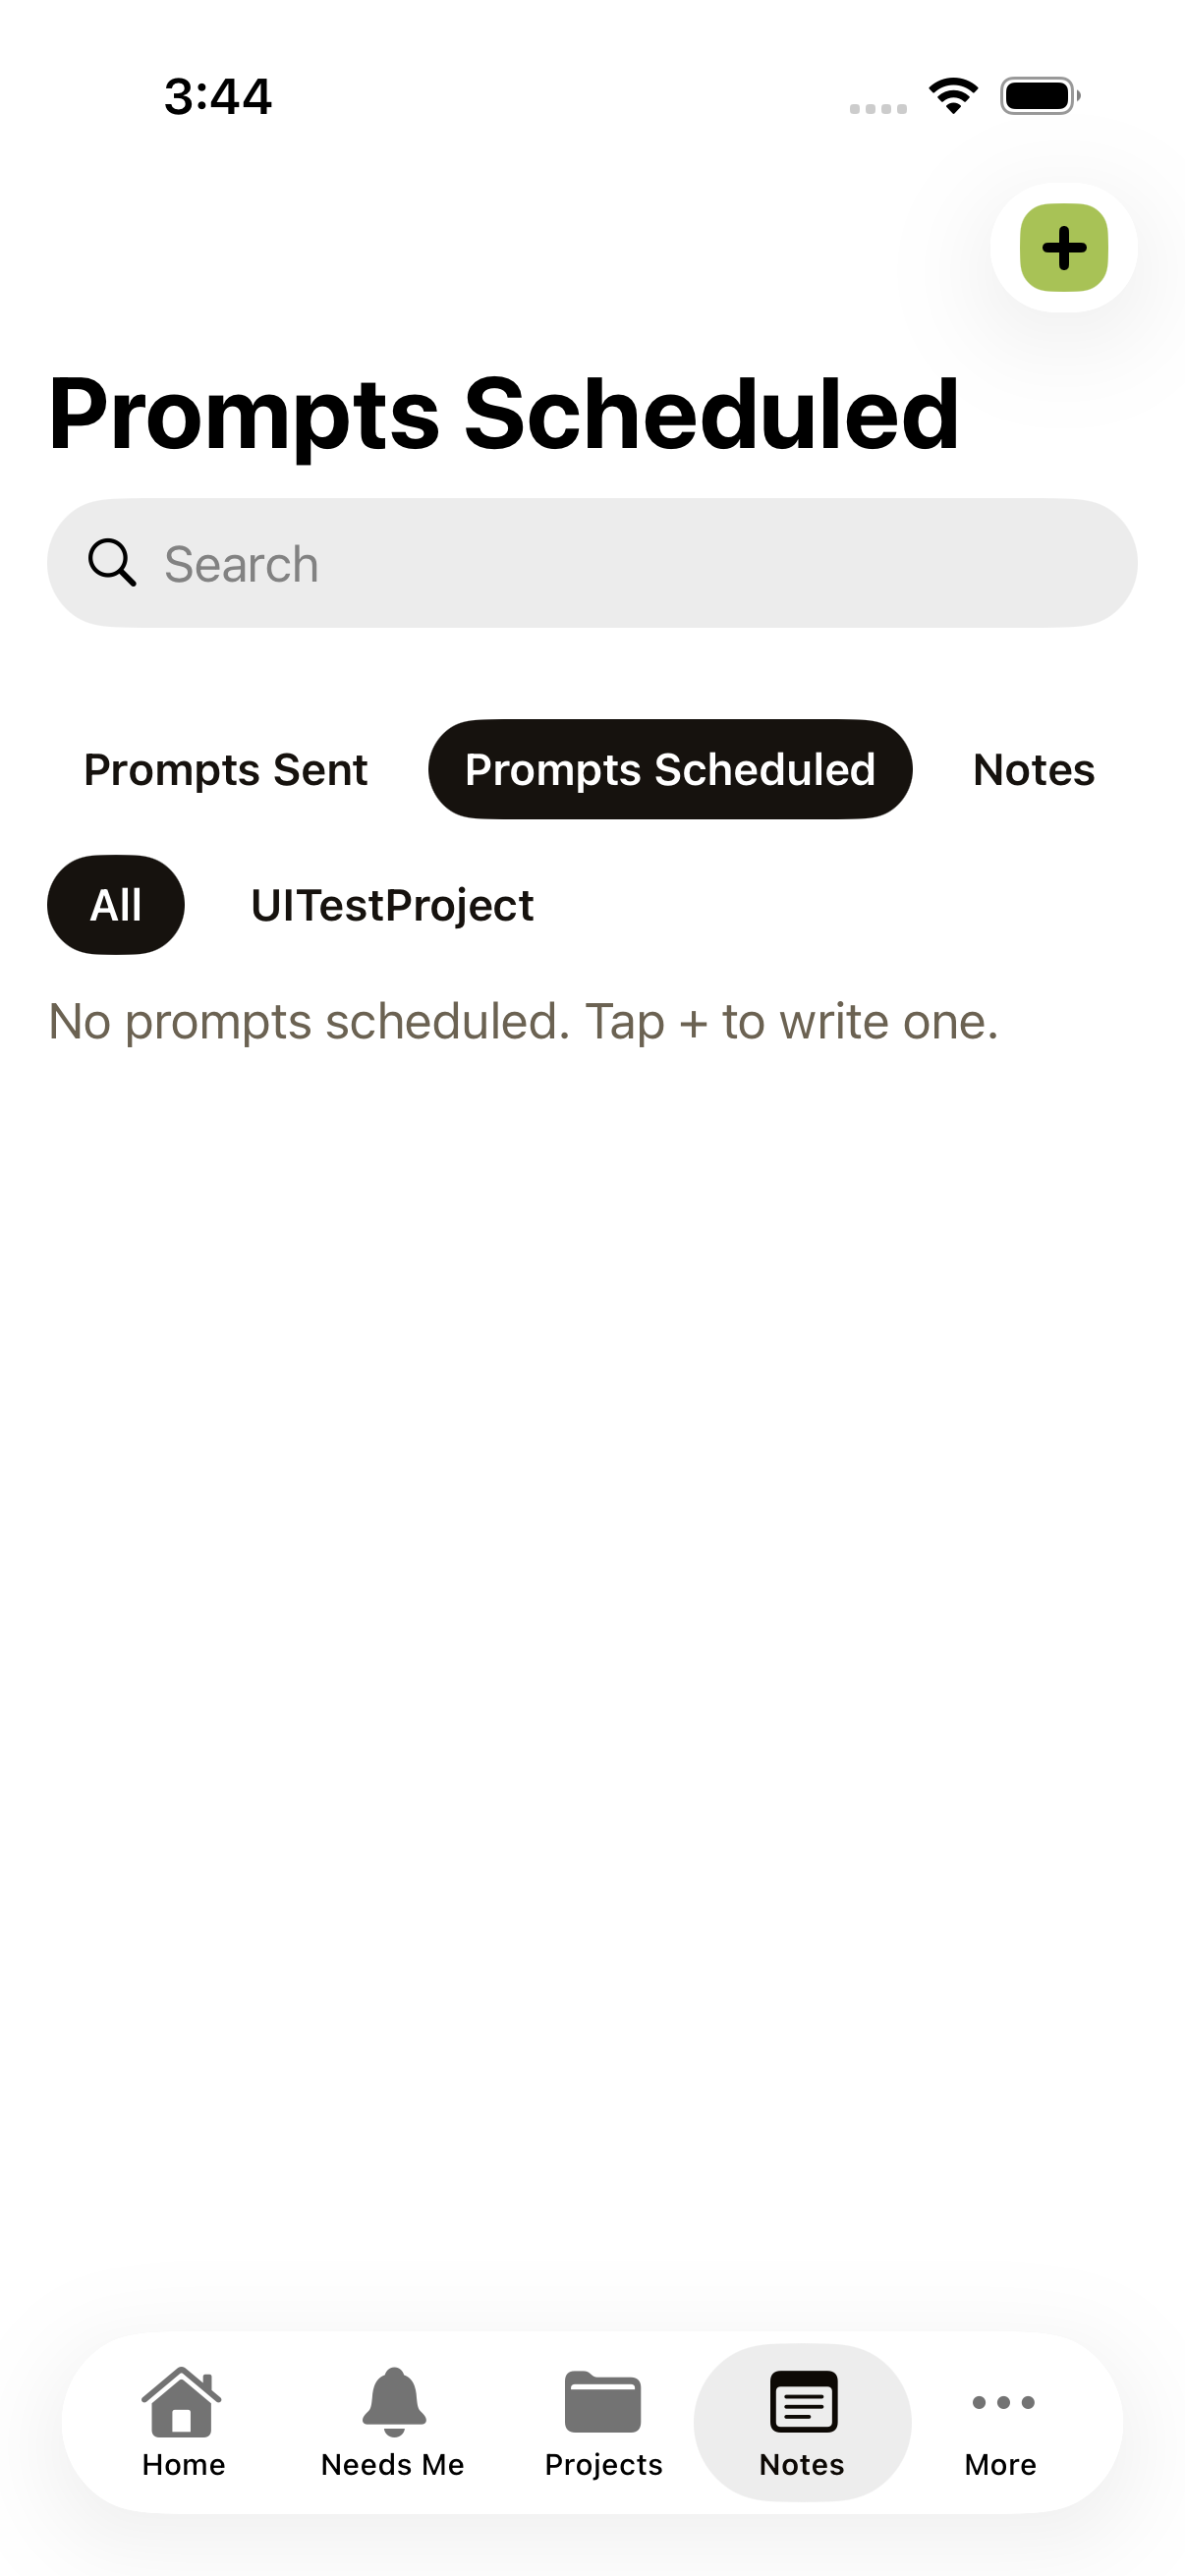 3:44
Prompts Scheduled
Search
Prompts Sent Prompts Scheduled Notes
All UITestProject
No prompts scheduled. Tap + to write one.
Home Needs Me Projects Notes More